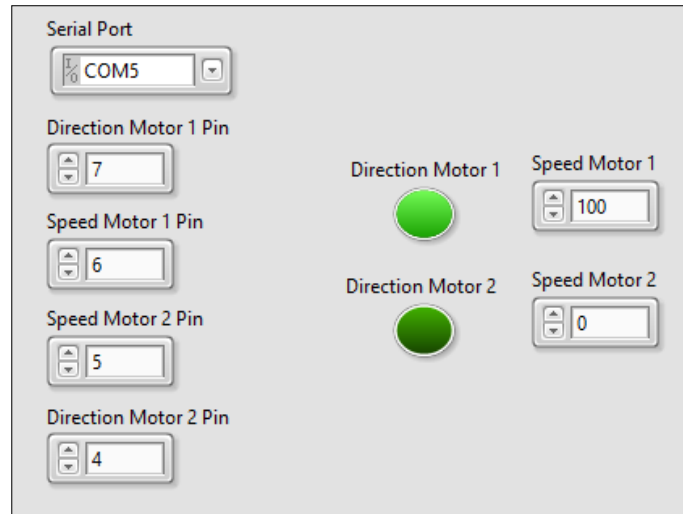 Serial Port
I/O COM5
Direction Motor 1 Pin
7
Speed Motor 1 Pin
6
Speed Motor 2 Pin
5
Direction Motor 2 Pin
4
Direction Motor 1
Speed Motor 1
100
Direction Motor 2
Speed Motor 2
0